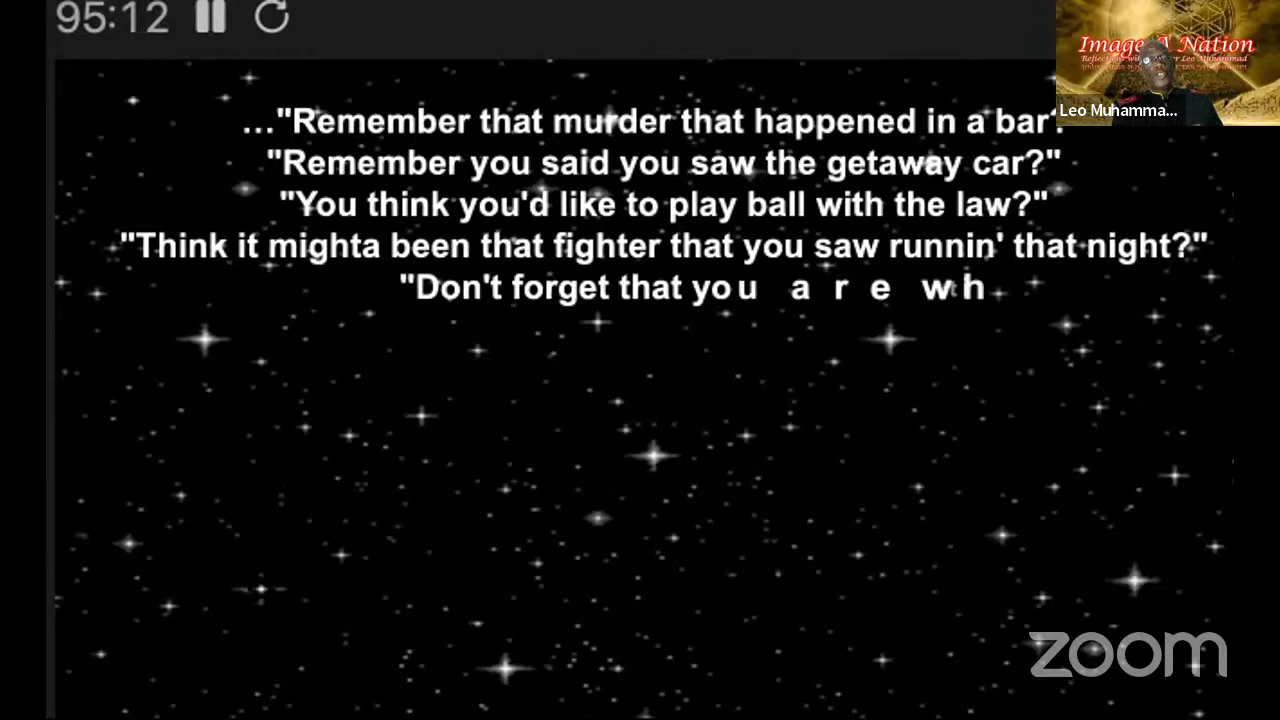 95:12
Image A Nation
Leo Muhamma...
..."Remember that murder that happened in a bar?
"Remember you said you saw the getaway car?"
"You think you'd like to play ball with the law?"
"Think it mighta been that fighter that you saw runnin' that night?"
"Don't forget that you are wh
zoom